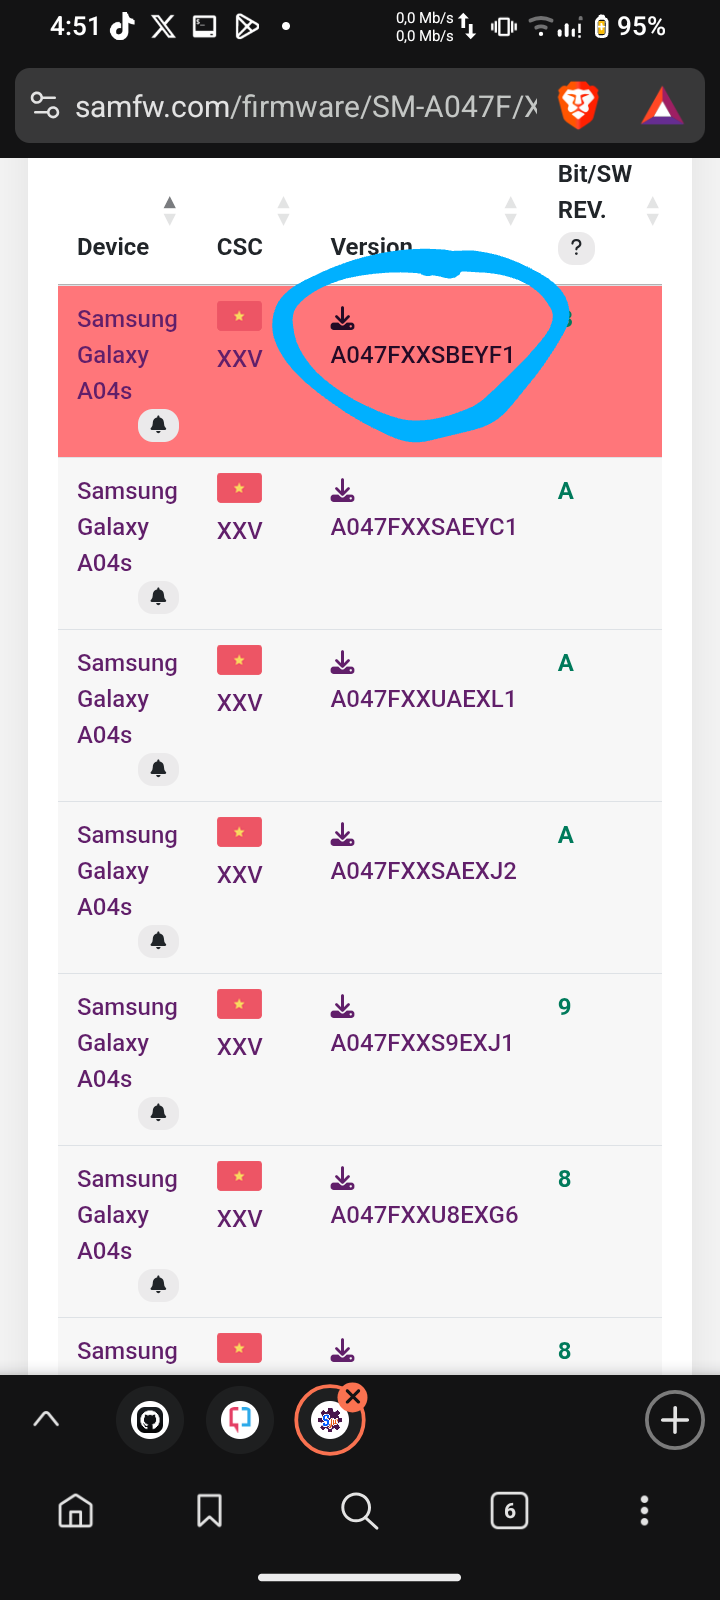 4:51
0,0 Mb/s
0,0 Mb/s
95%
samfw.com/firmware/SM-A047F/X
Bit/SW
REV.
?
Device CSC Version
Samsung
Galaxy
A04s
XXV
A047FXXSBEYF1
Samsung
Galaxy
A04s
XXV
A047FXXSAEYC1
A
Samsung
Galaxy
A04s
XXV
A047FXXUAEXL1
A
Samsung
Galaxy
A04s
XXV
A047FXXSAEXJ2
A
Samsung
Galaxy
A04s
XXV
A047FXXS9EXJ1
9
Samsung
Galaxy
A04s
XXV
A047FXXU8EXG6
8
Samsung
8
6